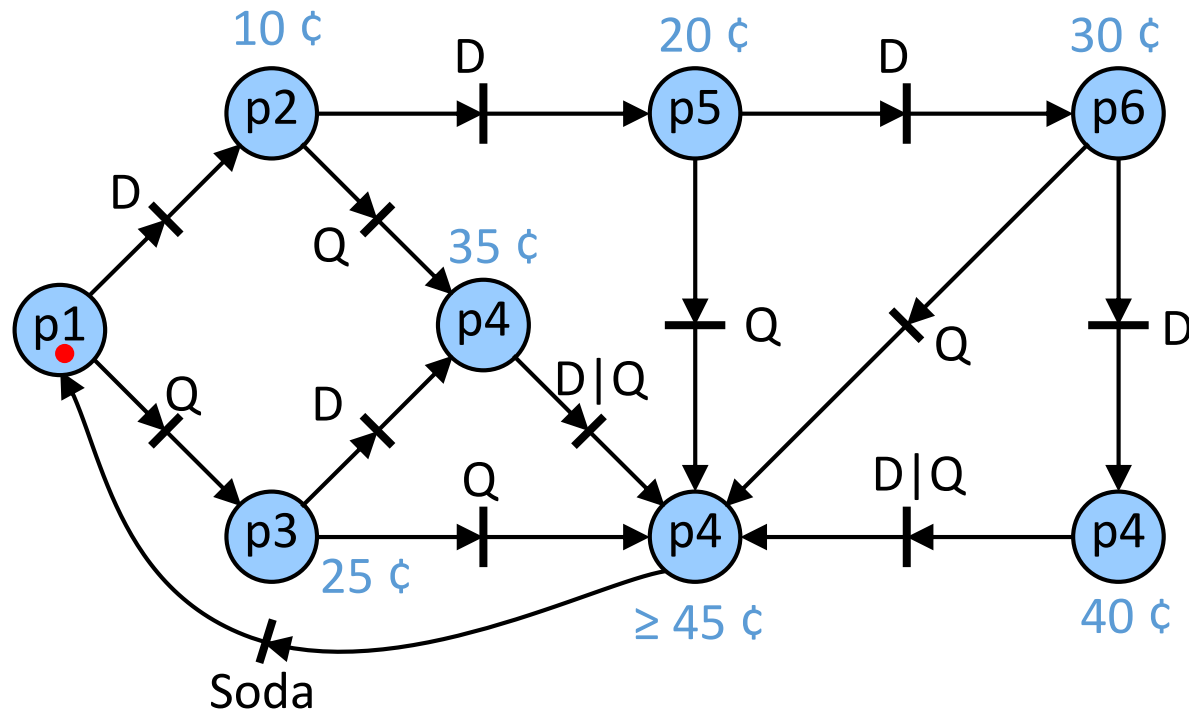 10 ¢
20 ¢
30 ¢
D
D
p2
p5
p6
D
Q
35 ¢
p1
p4
Q
Q
D
Q
D
D|Q
Q
D|Q
p3
p4
p4
25 ¢
≥ 45 ¢
40 ¢
Soda